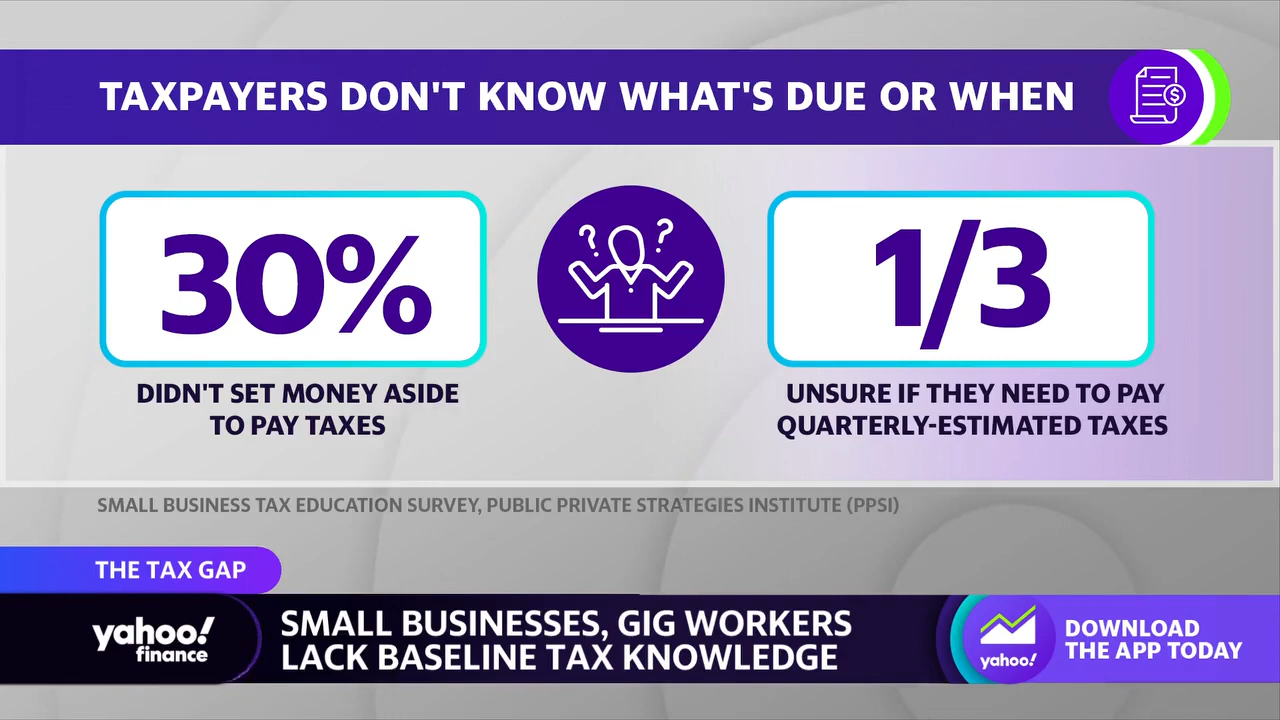 TAXPAYERS DON'T KNOW WHAT'S DUE OR WHEN
30%
DIDN'T SET MONEY ASIDE
TO PAY TAXES
1/3
UNSURE IF THEY NEED TO PAY
QUARTERLY-ESTIMATED TAXES
SMALL BUSINESS TAX EDUCATION SURVEY, PUBLIC PRIVATE STRATEGIES INSTITUTE (PPSI)
THE TAX GAP
yahoo!
finance
SMALL BUSINESSES, GIG WORKERS
LACK BASELINE TAX KNOWLEDGE
yahoo!
DOWNLOAD
THE APP TODAY